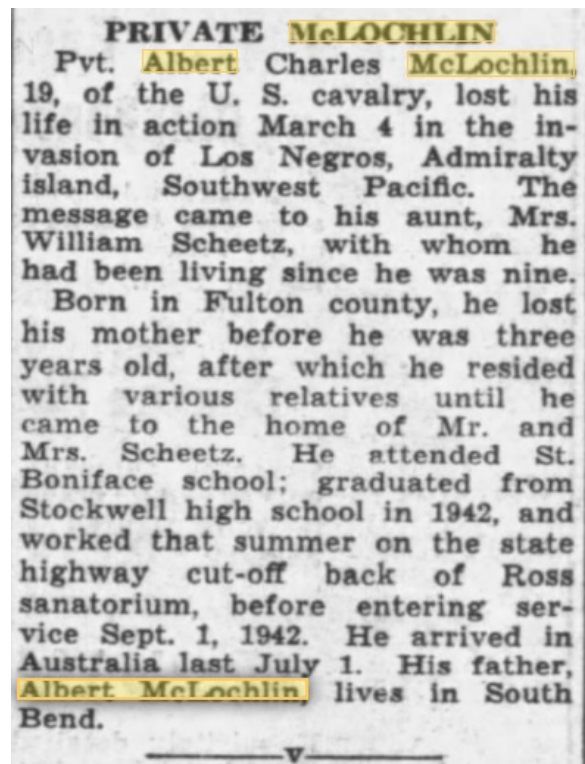 PRIVATE McLOCHLIN
Pvt. Albert Charles McLochlin,
19, of the U. S. cavalry, lost his
life in action March 4 in the in-
vasion of Los Negros, Admiralty
island, Southwest Pacific. The
message came to his aunt, Mrs.
William Scheetz, with whom he
had been living since he was nine.
Born in Fulton county, he lost
his mother before he was three
years old, after which he resided
with various relatives until he
came to the home of Mr. and
Mrs. Scheetz. He attended St.
Boniface school; graduated from
Stockwell high school in 1942, and
worked that summer on the state
highway cut-off back of Ross
sanatorium, before entering ser-
vice Sept. 1, 1942. He arrived in
Australia last July 1. His father,
Albert McLochlin, lives in South
Bend.
V